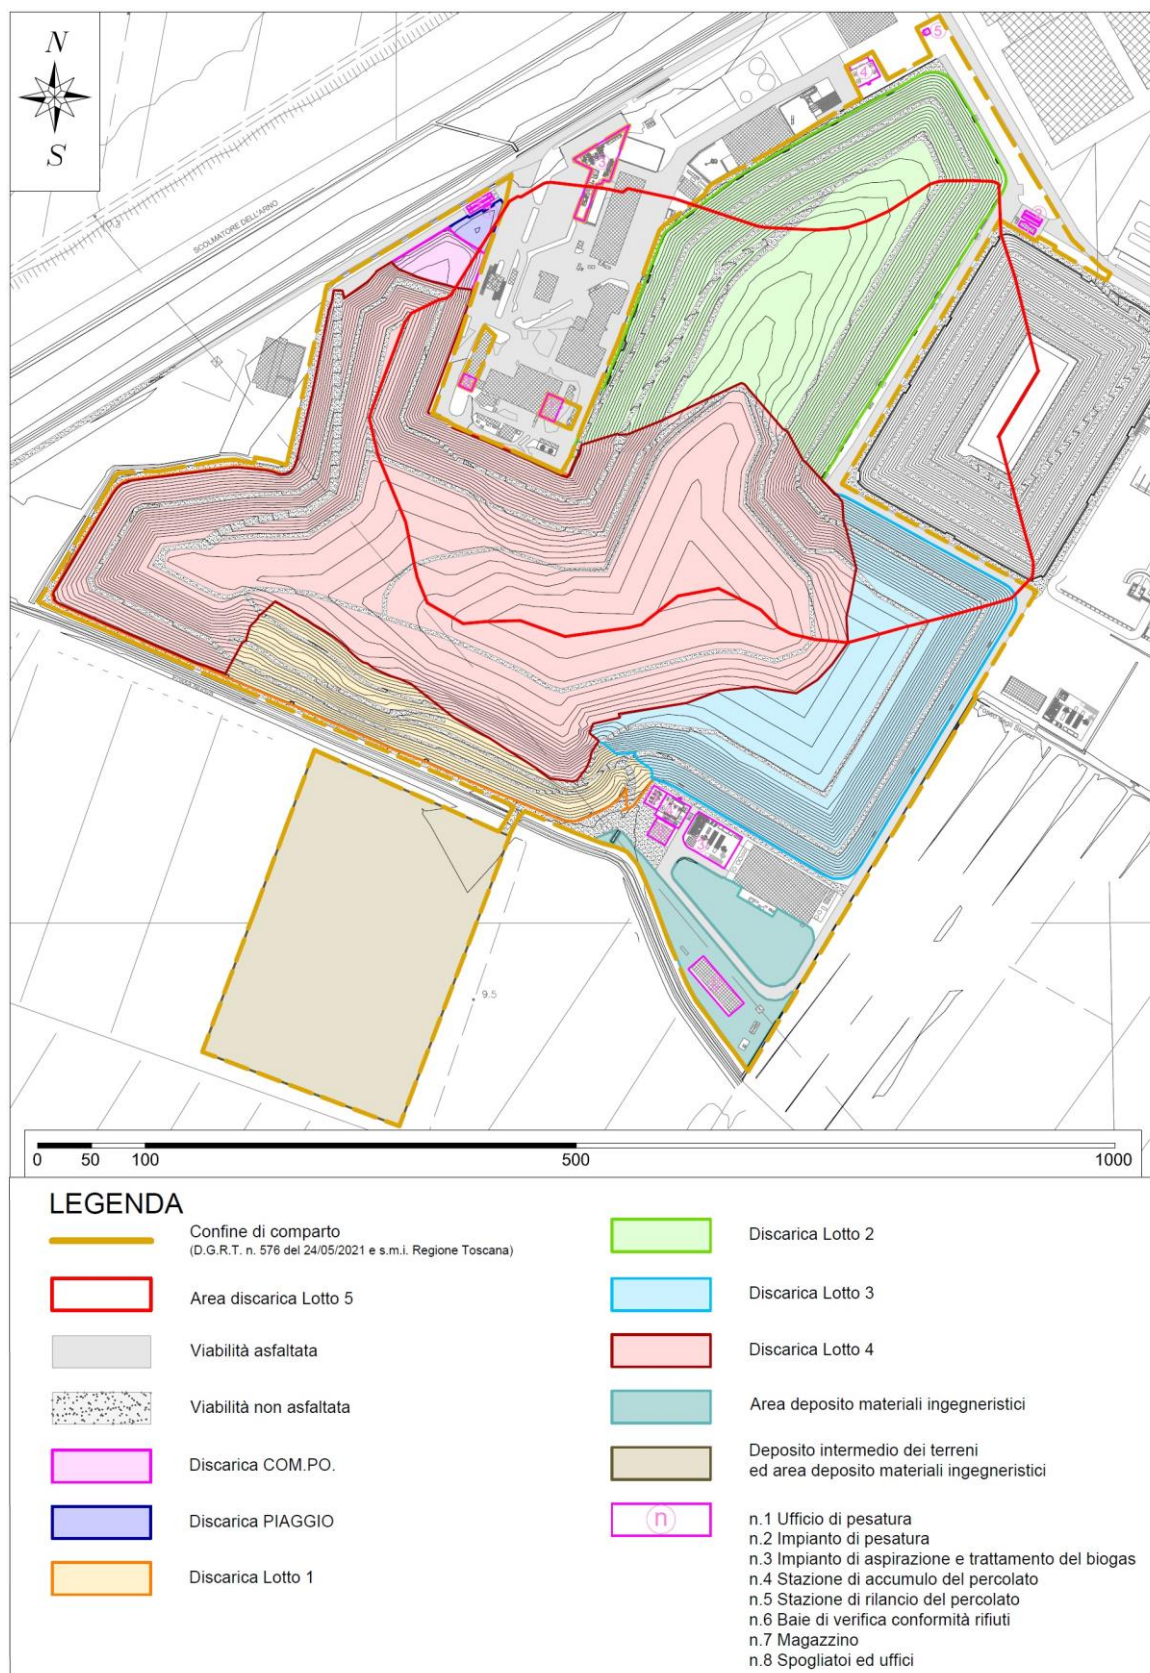 N
S
SCOLMATORE DELL'ARNO
5
4
3
9.5
0 50 100 500 1000
LEGENDA
Confine di comparto
(D.G.R.T. n. 576 del 24/05/2021 e s.m.i. Regione Toscana)
Area discarica Lotto 5
Viabilità asfaltata
Viabilità non asfaltata
Discarica COM.PO.
Discarica PIAGGIO
Discarica Lotto 1
Discarica Lotto 2
Discarica Lotto 3
Discarica Lotto 4
Area deposito materiali ingegneristici
Deposito intermedio dei terreni
ed area deposito materiali ingegneristici
n
n.1 Ufficio di pesatura
n.2 Impianto di pesatura
n.3 Impianto di aspirazione e trattamento del biogas
n.4 Stazione di accumulo del percolato
n.5 Stazione di rilancio del percolato
n.6 Baie di verifica conformità rifiuti
n.7 Magazzino
n.8 Spogliatoi ed uffici